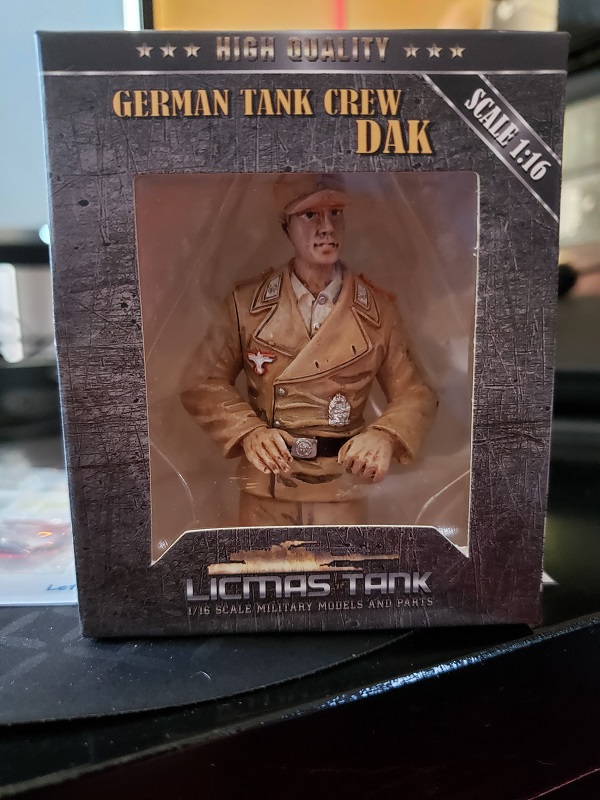 ★★★ HIGH QUALITY ★★★
GERMAN TANK CREW
DAK
SCALE 1:16
LICMAS TANK
1/16 SCALE MILITARY MODELS AND PARTS